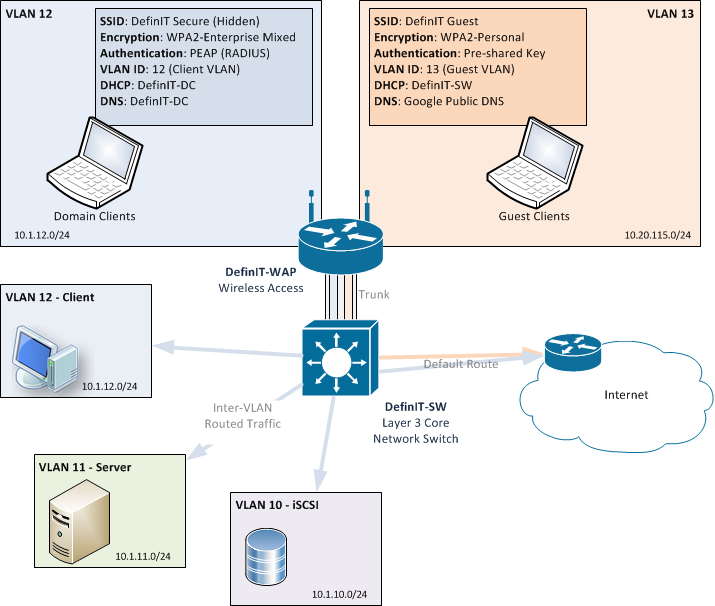 VLAN 12
SSID: DefinIT Secure (Hidden)
Encryption: WPA2-Enterprise Mixed
Authentication: PEAP (RADIUS)
VLAN ID: 12 (Client VLAN)
DHCP: DefinIT-DC
DNS: DefinIT-DC
Domain Clients
10.1.12.0/24
VLAN 13
SSID: DefinIT Guest
Encryption: WPA2-Personal
Authentication: Pre-shared Key
VLAN ID: 13 (Guest VLAN)
DHCP: DefinIT-SW
DNS: Google Public DNS
Guest Clients
10.20.115.0/24
DefinIT-WAP
Wireless Access
Trunk
VLAN 12 - Client
10.1.12.0/24
Default Route
Internet
Inter-VLAN
Routed Traffic
DefinIT-SW
Layer 3 Core
Network Switch
VLAN 11 - Server
10.1.11.0/24
VLAN 10 - iSCSI
10.1.10.0/24